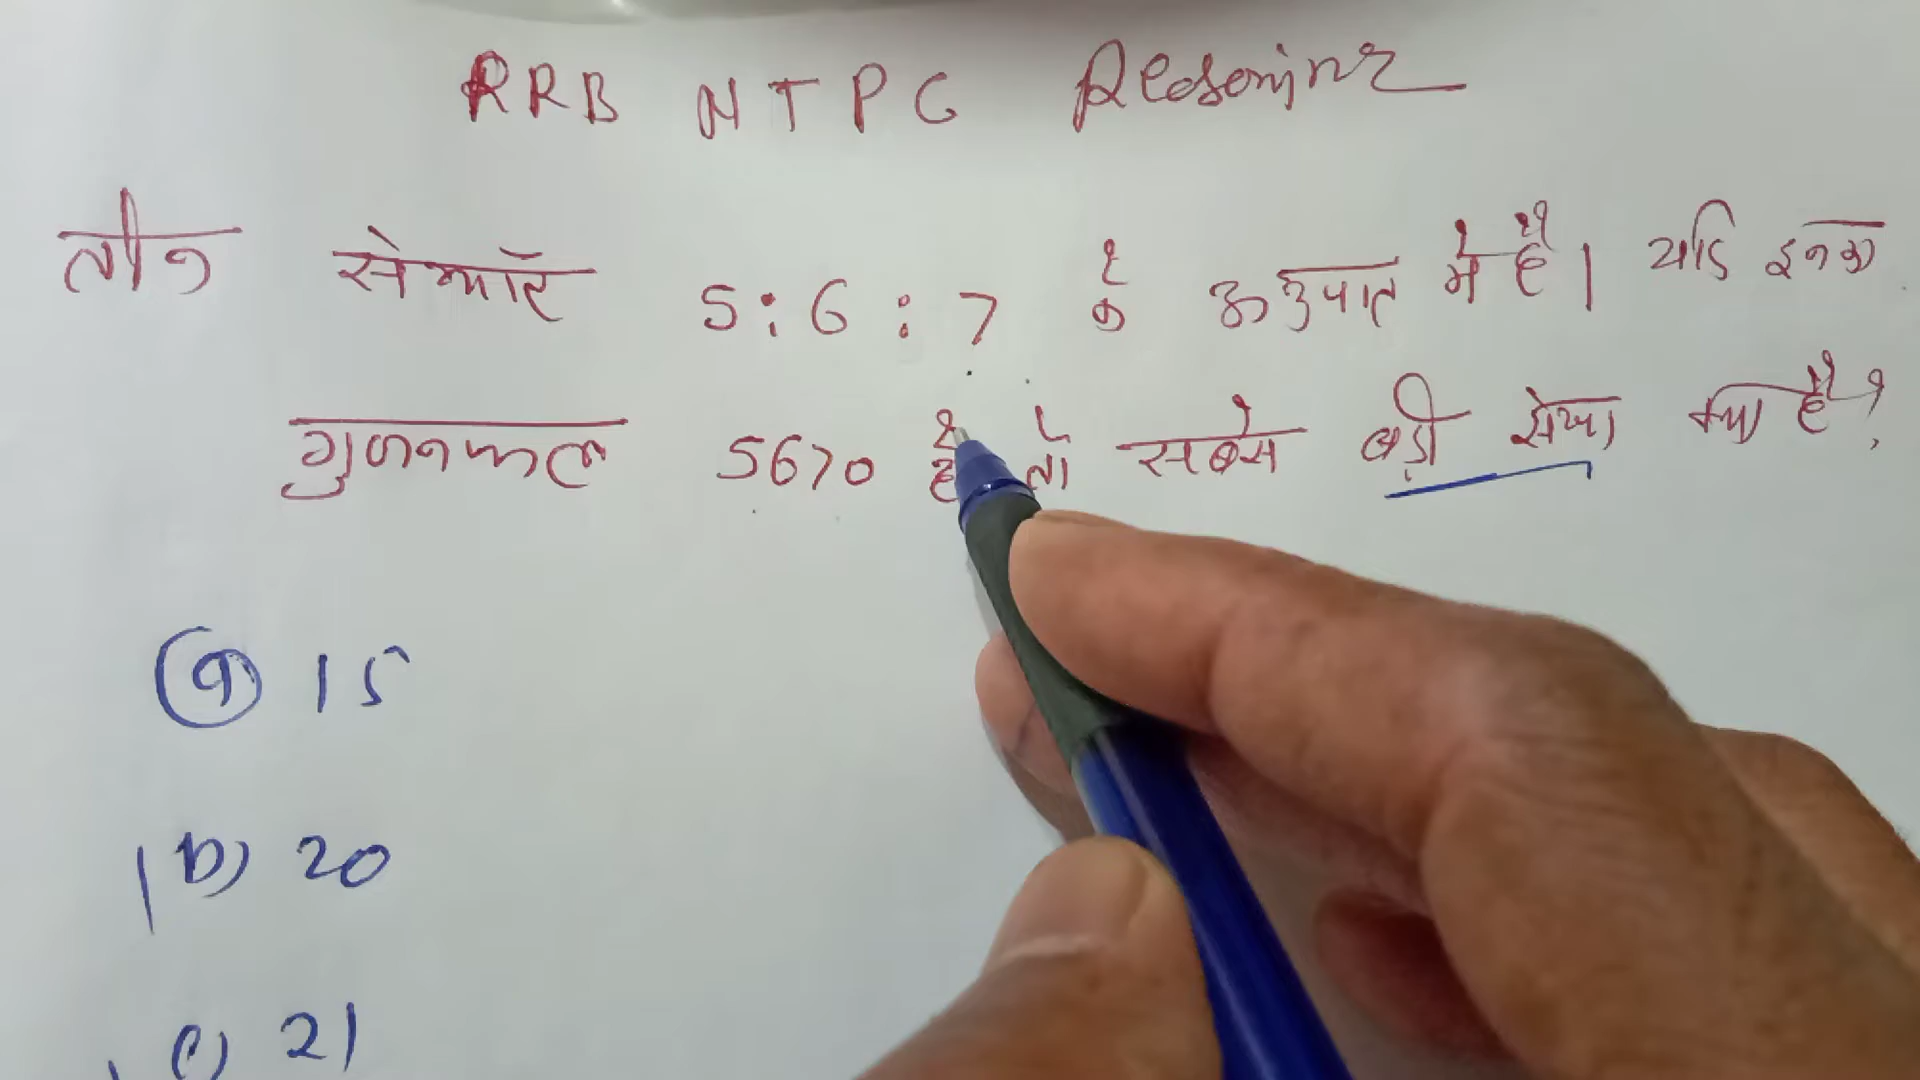 RRB NTPC Reasoning
तीन संख्याएँ 5:6:7 के अनुपात में है। यदि इनका
गुणनफल 5670 है तो सबसे बड़ी संख्या क्या है?
(a) 15
(b) 20
(c) 21